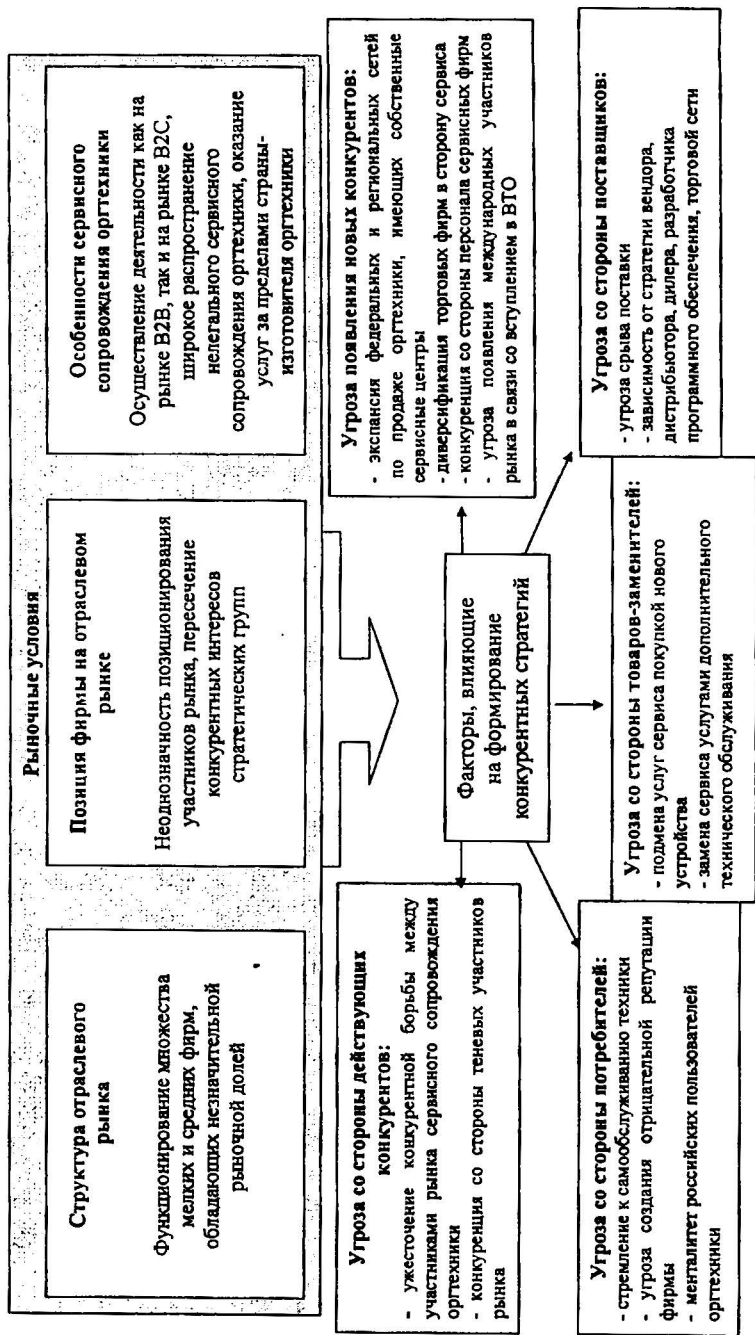 Рыночные условия
Структура отраслевого
рынка
Функционирование множества
мелких и средних фирм,
обладающих незначительной
рыночной долей
Позиция фирмы на отраслевом
рынке
Неоднозначность позиционирования
участников рынка, пересечение
конкурентных интересов
стратегических групп
Особенности сервисного
сопровождения оргтехники
Осуществление деятельности как на
рынке B2B, так и на рынке B2C,
широкое распространение
нелегального сервисного
сопровождения оргтехники, оказание
услуг за пределами страны-
изготовителя оргтехники
Угроза со стороны действующих
конкурентов:
- ужесточение конкурентной борьбы между
участниками рынка сервисного сопровождения
оргтехники
- конкуренция со стороны теневых участников
рынка
Факторы, влияющие
на формирование
конкурентных стратегий
Угроза появления новых конкурентов:
- экспансия федеральных и региональных сетей
по продаже оргтехники, имеющих собственные
сервисные центры
- диверсификация торговых фирм в сторону сервиса
- конкуренция со стороны персонала сервисных фирм
- угроза появления международных участников
рынка в связи со вступлением в ВТО
Угроза со стороны потребителей:
- стремление к самообслуживанию техники
- угроза создания отрицательной репутации
фирмы
- менталитет российских пользователей
оргтехники
Угроза со стороны товаров-заменителей:
- подмена услуг сервиса покупкой нового
устройства
- замена сервиса услугами дополнительного
технического обслуживания
Угроза со стороны поставщиков:
- угроза срыва поставки
- зависимость от стратегии вендора,
дистрибьютора, дилера, разработчика
программного обеспечения, торговой сети